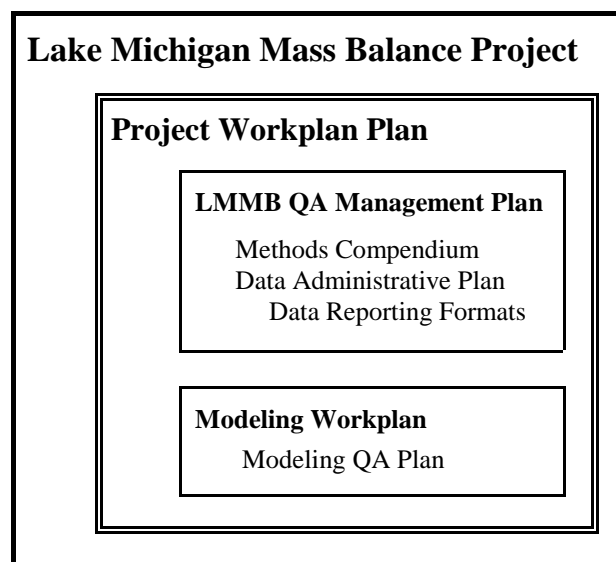 Lake Michigan Mass Balance Project
Project Workplan Plan
LMMB QA Management Plan
Methods Compendium
Data Administrative Plan
Data Reporting Formats
Modeling Workplan
Modeling QA Plan